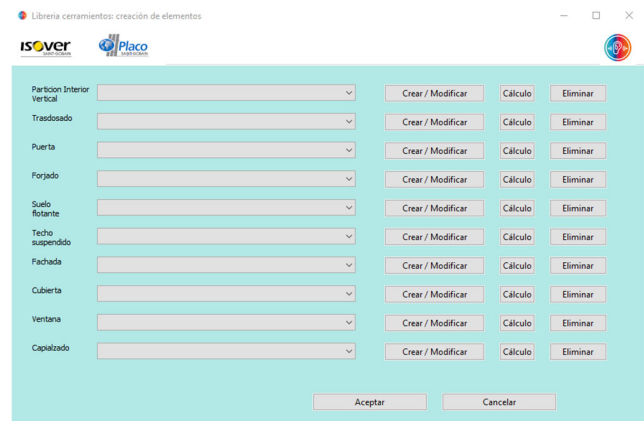 Libreria cerramientos: creación de elementos
ISOVER
SAINT-GOBAIN
Placo
SAINT-GOBAIN
Particion Interior
Vertical
Crear / Modificar Cálculo Eliminar
Trasdosado Crear / Modificar Cálculo Eliminar
Puerta Crear / Modificar Cálculo Eliminar
Forjado Crear / Modificar Cálculo Eliminar
Suelo
flotante
Crear / Modificar Cálculo Eliminar
Techo
suspendido
Crear / Modificar Cálculo Eliminar
Fachada Crear / Modificar Cálculo Eliminar
Cubierta Crear / Modificar Cálculo Eliminar
Ventana Crear / Modificar Cálculo Eliminar
Capialzado Crear / Modificar Cálculo Eliminar
Aceptar Cancelar